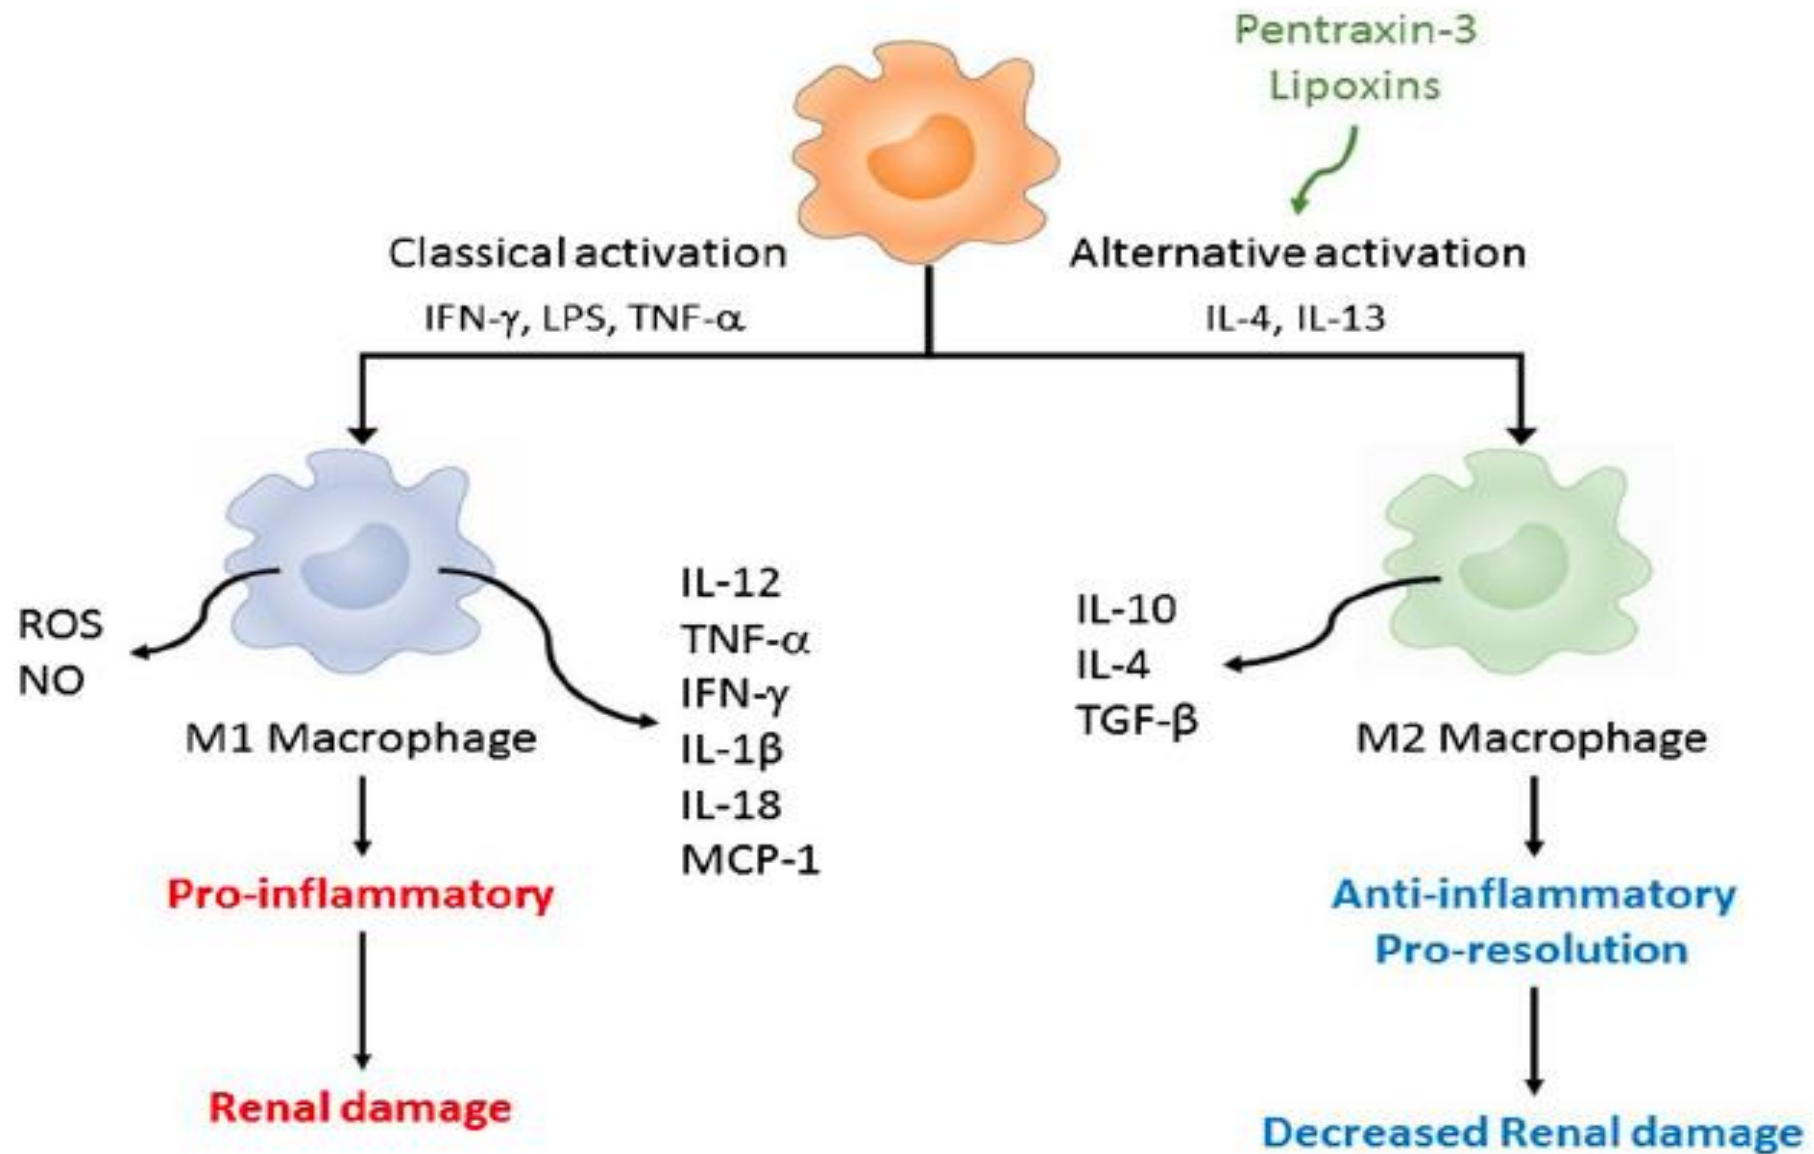 Pentraxin-3
Lipoxins
Classical activation
IFN-γ, LPS, TNF-α
Alternative activation
IL-4, IL-13
ROS
NO
M1 Macrophage
IL-12
TNF-α
IFN-γ
IL-1β
IL-18
MCP-1
Pro-inflammatory
Renal damage
IL-10
IL-4
TGF-β
M2 Macrophage
Anti-inflammatory
Pro-resolution
Decreased Renal damage